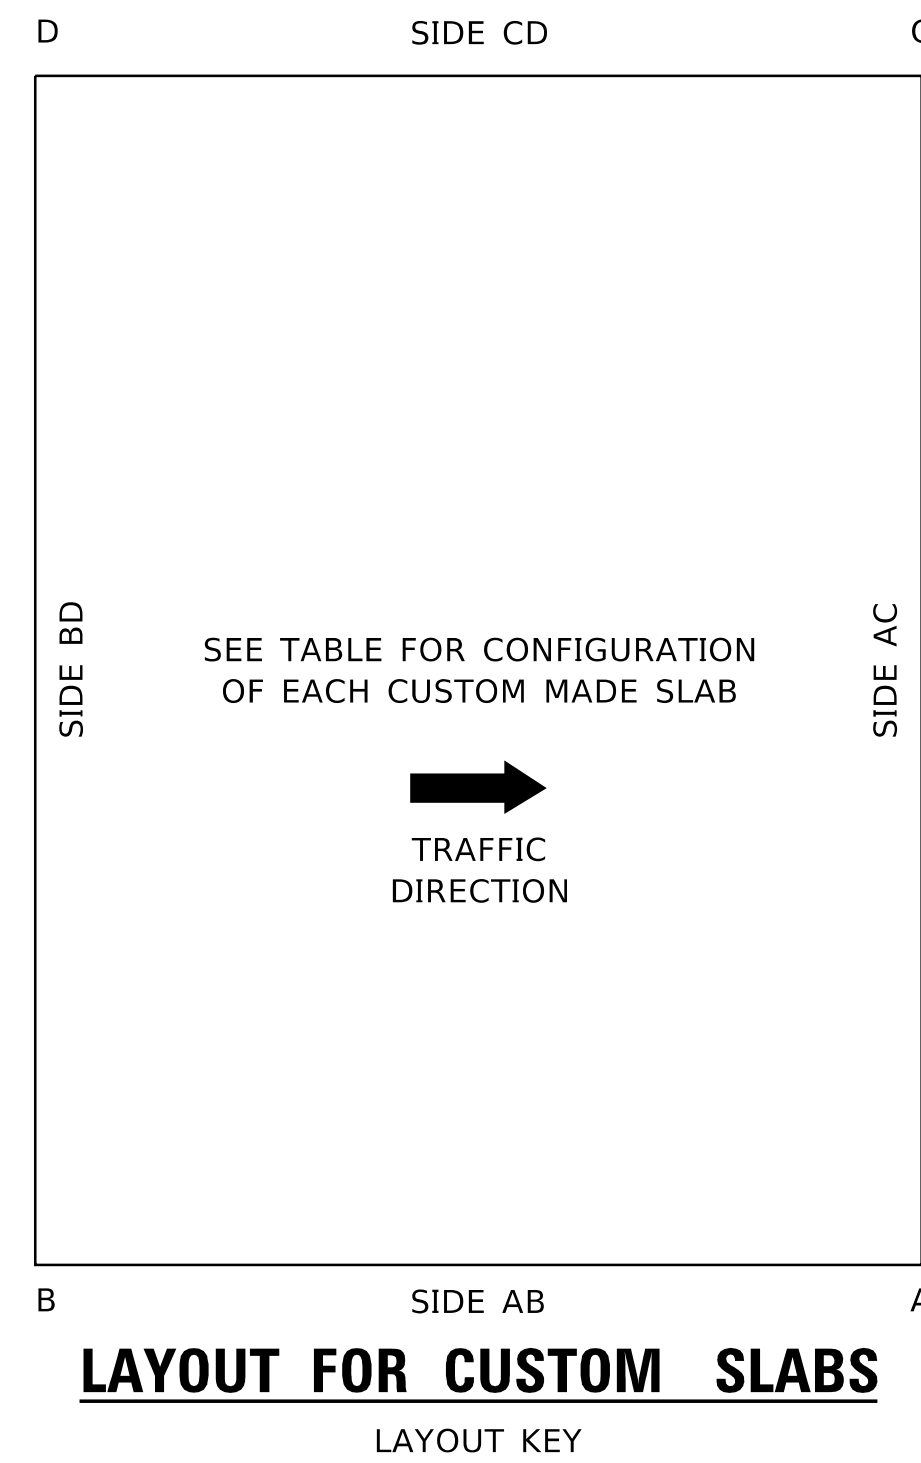 D SIDE CD C
SIDE BD
SIDE AC
SEE TABLE FOR CONFIGURATION
OF EACH CUSTOM MADE SLAB
TRAFFIC
DIRECTION
B SIDE AB A
LAYOUT FOR CUSTOM SLABS
LAYOUT KEY